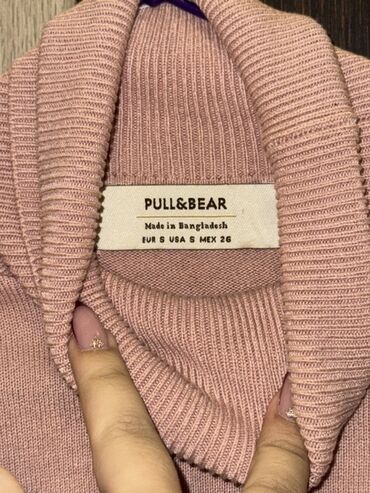 PULL&BEAR
Made in Bangladesh
EUR S USA S MEX 26